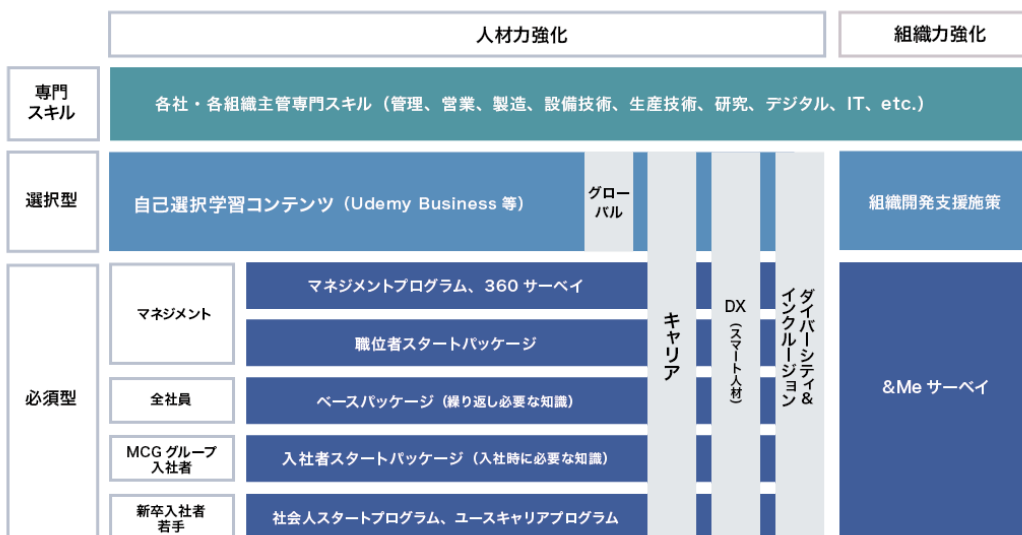 人材力強化
組織力強化
専門
スキル
各社・各組織主管専門スキル（管理、営業、製造、設備技術、生産技術、研究、デジタル、IT、etc.）
選択型
自己選択学習コンテンツ（Udemy Business 等）
グロー
バル
組織開発支援施策
必須型
マネジメント
マネジメントプログラム、360 サーベイ
職位者スタートパッケージ
全社員
ベースパッケージ（繰り返し必要な知識）
MCG グループ
入社者
入社者スタートパッケージ（入社時に必要な知識）
新卒入社者
若手
社会人スタートプログラム、ユースキャリアプログラム
キャリア
DX
（スマート人材）
ダイバーシティ&
インクルージョン
&Me サーベイ